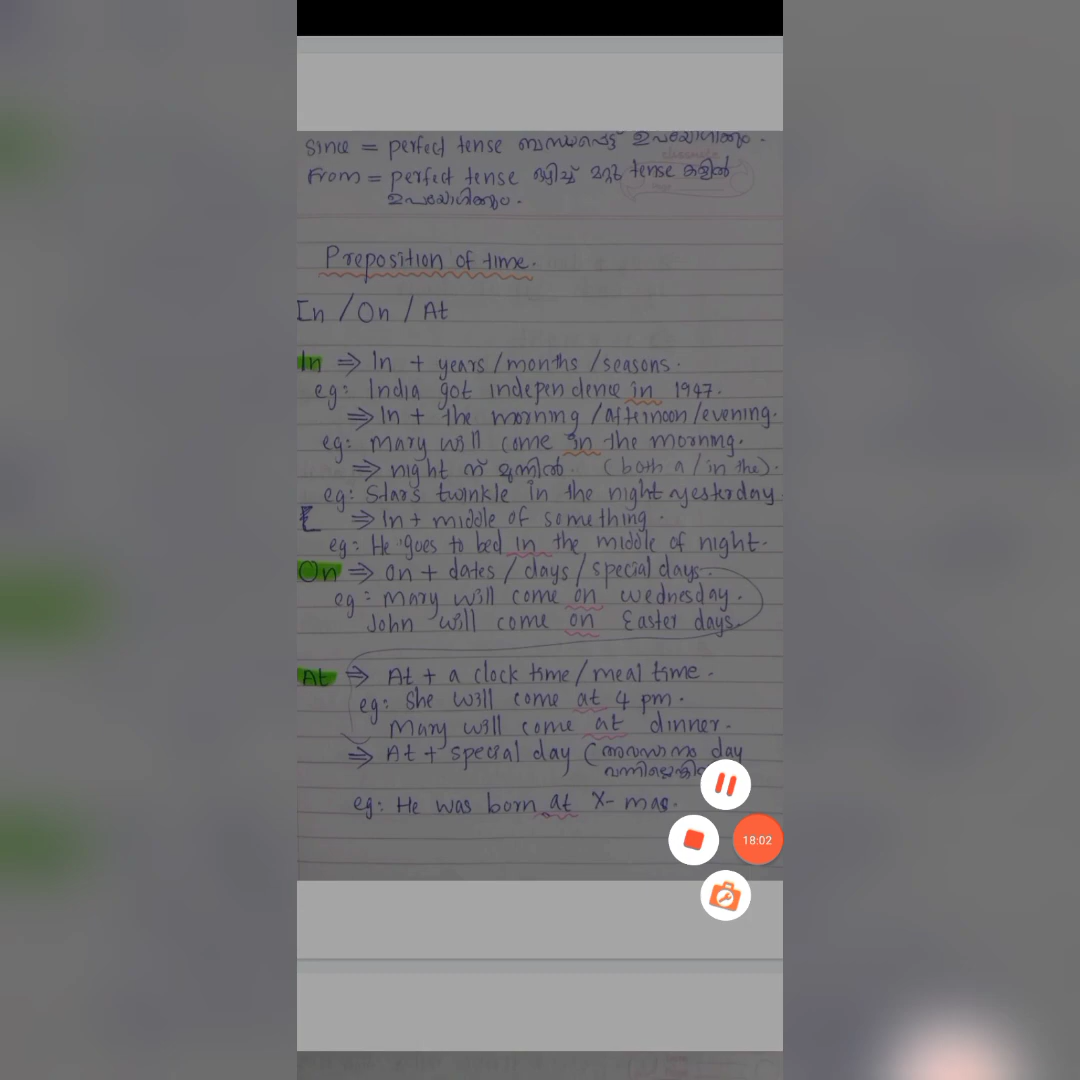 Since = perfect tense ബന്ധപ്പെട്ട് ഉപയോഗിക്കും.
From = perfect tense ഒഴിച്ച് മറ്റു tense കളിൽ
ഉപയോഗിക്കും.
Preposition of time.
In / On / At
In ⇒ In + years / months / seasons.
eg: India got independence in 1947.
⇒ In + the morning / afternoon / evening.
eg: Mary will come in the morning.
⇒ night ന് മുന്നിൽ. (both a / in the).
eg: Stars twinkle in the night yesterday.
⇒ In + middle of something.
eg: He goes to bed in the middle of night.
On ⇒ on + dates / days / special days.
eg: Mary will come on wednesday.
John will come on Easter days.
At ⇒ At + a clock time / meal time.
eg: She will come at 4 pm.
Mary will come at dinner.
⇒ At + special day (അവസാനം day
eg: He was born at X-mas.
18:02